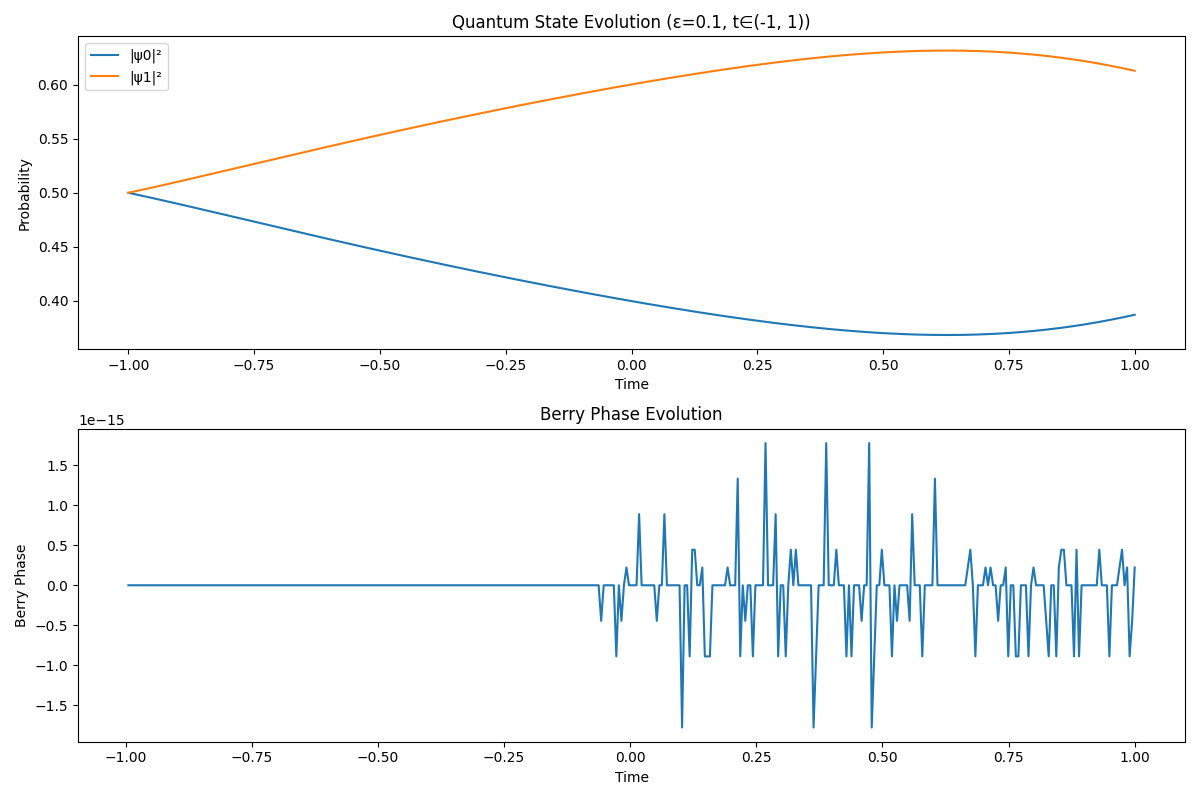 Quantum State Evolution (ε=0.1, t∈(-1, 1))
|ψ0|²
|ψ1|²
0.60
0.55
0.50
0.45
0.40
Probability
−1.00 −0.75 −0.50 −0.25 0.00 0.25 0.50 0.75 1.00
Time
Berry Phase Evolution
1e−15
1.5
1.0
0.5
0.0
−0.5
−1.0
−1.5
Berry Phase
−1.00 −0.75 −0.50 −0.25 0.00 0.25 0.50 0.75 1.00
Time